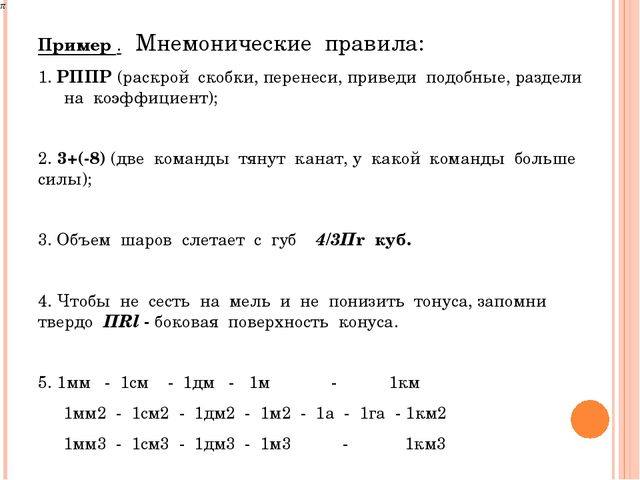 π
Пример . Мнемонические правила:
1. РППР (раскрой скобки, перенеси, приведи подобные, раздели
на коэффициент);
2. 3+(-8) (две команды тянут канат, у какой команды больше
силы);
3. Объем шаров слетает с губ 4/3Пr куб.
4. Чтобы не сесть на мель и не понизить тонуса, запомни
твердо ПRl - боковая поверхность конуса.
5. 1мм - 1см - 1дм - 1м - 1км
1мм2 - 1см2 - 1дм2 - 1м2 - 1а - 1га - 1км2
1мм3 - 1см3 - 1дм3 - 1м3 - 1км3